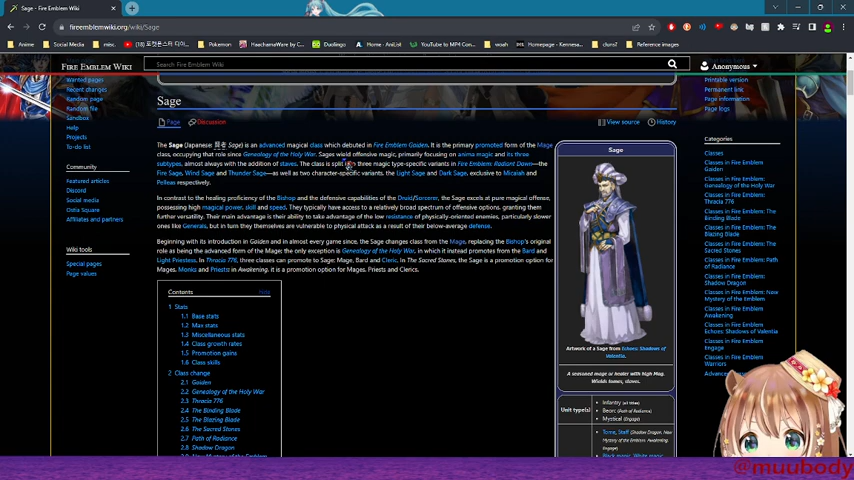 Sage - Fire Emblem Wiki
fireemblemwiki.org/wiki/Sage
Anime
Social Media
misc.
Pokemon
HaachamaWare by C...
Duolingo
Home · AniList
YouTube to MP4 Con...
woah
Homepage - Kennesa...
cluns?
Reference images
FIRE EMBLEM WIKI
Search Fire Emblem Wiki
Anonymous
Wanted pages
Recent changes
Random page
Random file
Sandbox
Help
Projects
To-do list
Community
Featured articles
Discord
Social media
Ostia Square
Affiliates and partners
Wiki tools
Special pages
Page values
Sage
Page
Discussion
View source
History
The Sage (Japanese: 賢者 Sage) is an advanced magical class which debuted in Fire Emblem Gaiden. It is the primary promoted form of the Mage
class, occupying that role since Genealogy of the Holy War. Sages wield offensive magic, primarily focusing on anima magic and its three
subtypes, almost always with the addition of staves. The class is split into three magic type-specific variants in Fire Emblem: Radiant Dawn—the
Fire Sage, Wind Sage and Thunder Sage—as well as two character-specific variants, the Light Sage and Dark Sage, exclusive to Micaiah and
Pelleas respectively.
In contrast to the healing proficiency of the Bishop and the defensive capabilities of the Druid/Sorcerer, the Sage excels at pure magical offense,
possessing high magical power, skill and speed. They typically have access to a relatively broad spectrum of offensive options, granting them
further versatility. Their main advantage is their ability to take advantage of the low resistance of physically-oriented enemies, particularly slower
ones like Generals, but in turn they themselves are vulnerable to physical attack as a result of their below-average defense.
Beginning with its introduction in Gaiden and in almost every game since, the Sage changes class from the Mage, replacing the Bishop's original
role as being the advanced form of the Mage; the only exception is Genealogy of the Holy War, in which it instead promotes from the Bard and
Light Priestess. In Thracia 776, three classes can promote to Sage: Mage, Bard and Cleric. In The Sacred Stones, the Sage is a promotion option for
Mages. Monks and Priests in Awakening, it is a promotion option for Mages, Priests and Clerics.
Contents
hide
1 Stats
1.1 Base stats
1.2 Max stats
1.3 Miscellaneous stats
1.4 Class growth rates
1.5 Promotion gains
1.6 Class skills
2 Class change
2.1 Gaiden
2.2 Genealogy of the Holy War
2.3 Thracia 776
2.4 The Binding Blade
2.5 The Blazing Blade
2.6 The Sacred Stones
2.7 Path of Radiance
2.8 Shadow Dragon
2.9 New Mystery of the Emblem
Sage
Artwork of a Sage from Echoes: Shadows of
Valentia.
A seasoned mage or healer with high Mag.
Wields tomes, staves.
Unit type(s)
Infantry
Beorc (Path of Radiance)
Mystical (Engage)
Tome, Staff (Shadow Dragon, New
Mystery of the Emblem, Awakening,
Engage)
Black magic, White magic
Printable version
Permanent link
Page information
Page logs
Categories
Classes
Classes in Fire Emblem
Gaiden
Classes in Fire Emblem:
Genealogy of the Holy War
Classes in Fire Emblem:
Thracia 776
Classes in Fire Emblem: The
Binding Blade
Classes in Fire Emblem: The
Blazing Blade
Classes in Fire Emblem: The
Sacred Stones
Classes in Fire Emblem: Path
of Radiance
Classes in Fire Emblem:
Shadow Dragon
Classes in Fire Emblem: New
Mystery of the Emblem
Classes in Fire Emblem
Awakening
Classes in Fire Emblem
Echoes: Shadows of Valentia
Classes in Fire Emblem
Engage
Classes in Fire Emblem
Warriors
@muubody